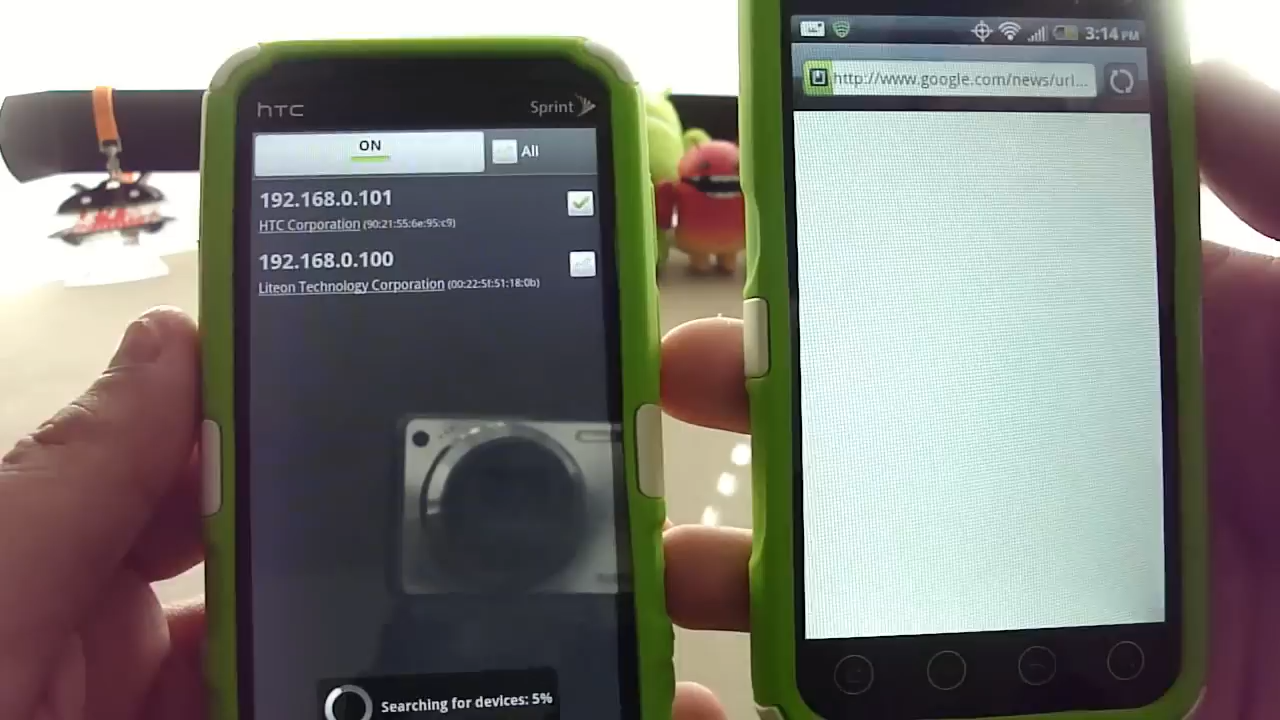 hTC
Sprint
ON
All
192.168.0.101
HTC Corporation (90:21:55:6e:95:c9)
192.168.0.100
Liteon Technology Corporation (00:22:5f:51:18:0b)
Searching for devices: 5%
3:14 PM
http://www.google.com/news/url...